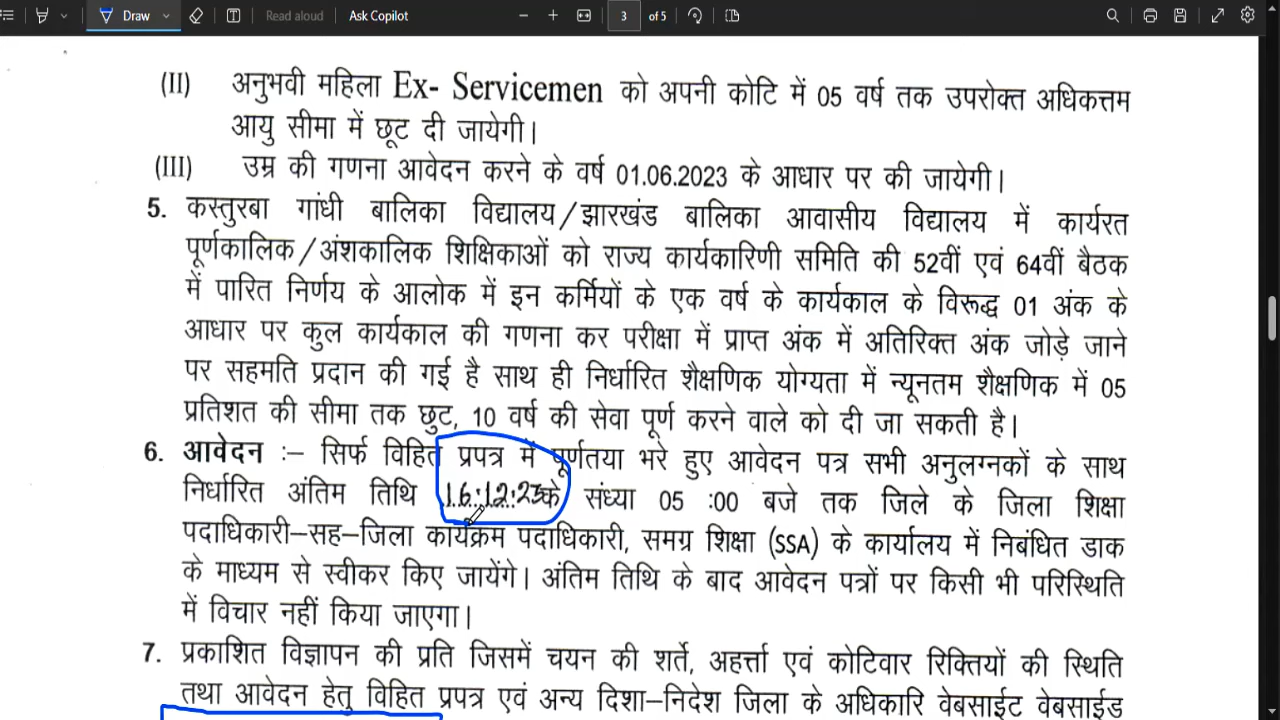 Draw
Read aloud
Ask Copilot
3 of 5
(II) अनुभवी महिला Ex- Servicemen को अपनी कोटि में 05 वर्ष तक उपरोक्त अधिकत्तम
आयु सीमा में छूट दी जायेगी।
(III) उम्र की गणना आवेदन करने के वर्ष 01.06.2023 के आधार पर की जायेगी।
5. कस्तुरबा गांधी बालिका विद्यालय/झारखंड बालिका आवासीय विद्यालय में कार्यरत
पूर्णकालिक/अंशकालिक शिक्षिकाओं को राज्य कार्यकारिणी समिति की 52वीं एवं 64वीं बैठक
में पारित निर्णय के आलोक में इन कर्मियों के एक वर्ष के कार्यकाल के विरूद्ध 01 अंक के
आधार पर कुल कार्यकाल की गणना कर परीक्षा में प्राप्त अंक में अतिरिक्त अंक जोड़े जाने
पर सहमति प्रदान की गई है साथ ही निर्धारित शैक्षणिक योग्यता में न्यूनतम शैक्षणिक में 05
प्रतिशत की सीमा तक छुट, 10 वर्ष की सेवा पूर्ण करने वाले को दी जा सकती है।
6. आवेदन :– सिर्फ विहित प्रपत्र में पूर्णतया भरे हुए आवेदन पत्र सभी अनुलग्नकों के साथ
निर्धारित अंतिम तिथि 16.12.23 के संध्या 05 :00 बजे तक जिले के जिला शिक्षा
पदाधिकारी–सह–जिला कार्यक्रम पदाधिकारी, समग्र शिक्षा (SSA) के कार्यालय में निबंधित डाक
के माध्यम से स्वीकर किए जायेंगे। अंतिम तिथि के बाद आवेदन पत्रों पर किसी भी परिस्थिति
में विचार नहीं किया जाएगा।
7. प्रकाशित विज्ञापन की प्रति जिसमें चयन की शर्ते, अहर्त्ता एवं कोटिवार रिक्तियों की स्थिति
तथा आवेदन हेतु विहित प्रपत्र एवं अन्य दिशा–निदेश जिला के अधिकारि वेबसाईट वेबसाईड